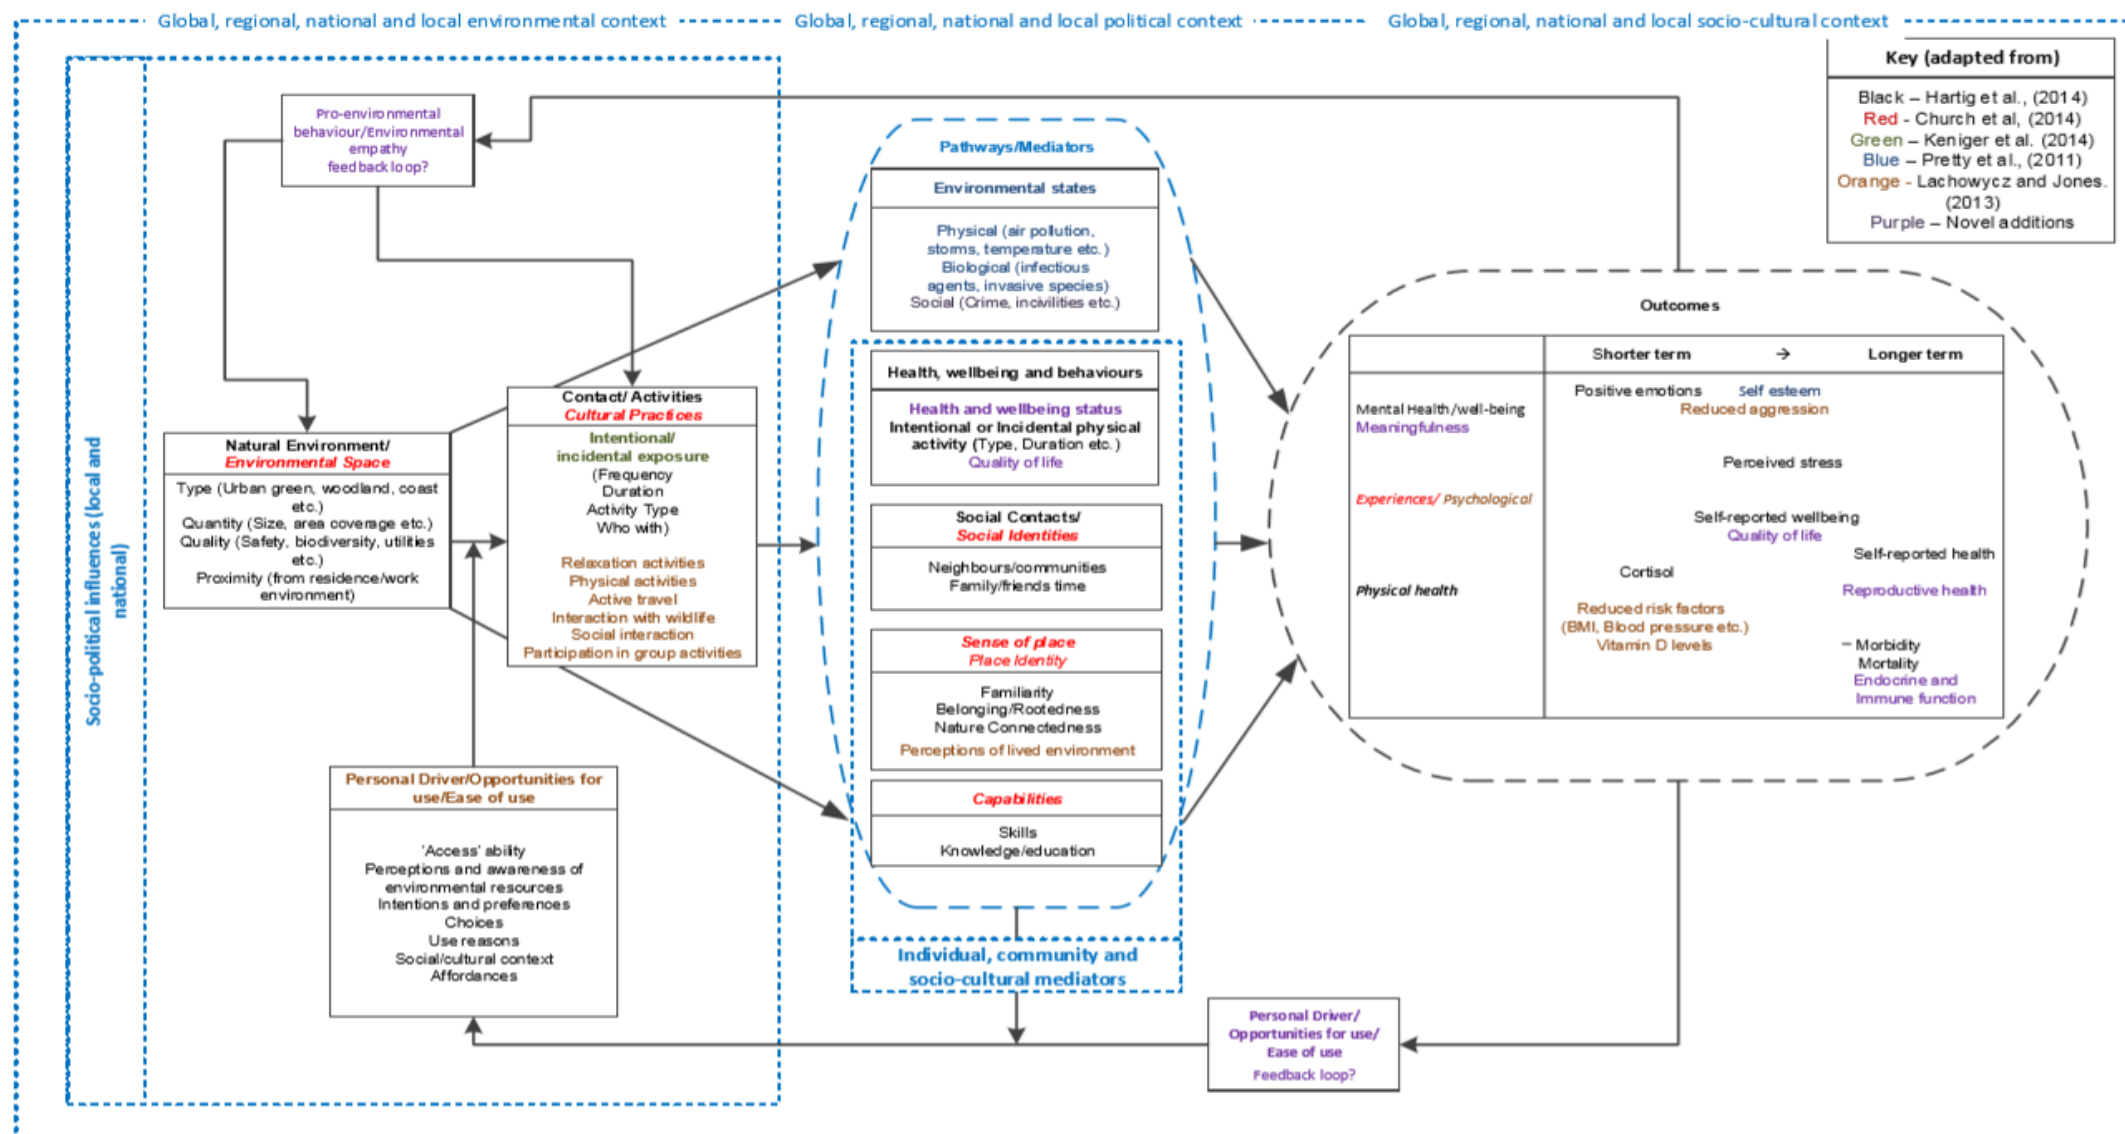 Global, regional, national and local environmental context
Global, regional, national and local political context
Global, regional, national and local socio-cultural context
Key (adapted from)
Black – Hartig et al., (2014)
Red - Church et al, (2014)
Green – Keniger et al. (2014)
Blue – Pretty et al., (2011)
Orange - Lachowycz and Jones.
(2013)
Purple – Novel additions
Socio-political influences (local and
national)
Pro-environmental
behaviour/Environmental
empathy
feedback loop?
Natural Environment/
Environmental Space
Type (Urban green, woodland, coast
etc.)
Quantity (Size, area coverage etc.)
Quality (Safety, biodiversity, utilities
etc.)
Proximity (from residence/work
environment)
Contact/ Activities
Cultural Practices
Intentional/
incidental exposure
(Frequency
Duration
Activity Type
Who with)
Relaxation activities
Physical activities
Active travel
Interaction with wildlife
Social interaction
Participation in group activities
Personal Driver/Opportunities for
use/Ease of use
'Access' ability
Perceptions and awareness of
environmental resources
Intentions and preferences
Choices
Use reasons
Social/cultural context
Affordances
Pathways/Mediators
Environmental states
Physical (air pollution,
storms, temperature etc.)
Biological (infectious
agents, invasive species)
Social (Crime, incivilities etc.)
Health, wellbeing and behaviours
Health and wellbeing status
Intentional or Incidental physical
activity (Type, Duration etc.)
Quality of life
Social Contacts/
Social Identities
Neighbours/communities
Family/friends time
Sense of place
Place Identity
Familiarity
Belonging/Rootedness
Nature Connectedness
Perceptions of lived environment
Capabilities
Skills
Knowledge/education
Individual, community and
socio-cultural mediators
Outcomes
Shorter term → Longer term
Positive emotions Self esteem
Mental Health/well-being Reduced aggression
Meaningfulness
Perceived stress
Experiences/ Psychological
Self-reported wellbeing
Quality of life
Self-reported health
Cortisol
Physical health Reproductive health
Reduced risk factors
(BMI, Blood pressure etc.)
Vitamin D levels – Morbidity
Mortality
Endocrine and
Immune function
Personal Driver/
Opportunities for use/
Ease of use
Feedback loop?